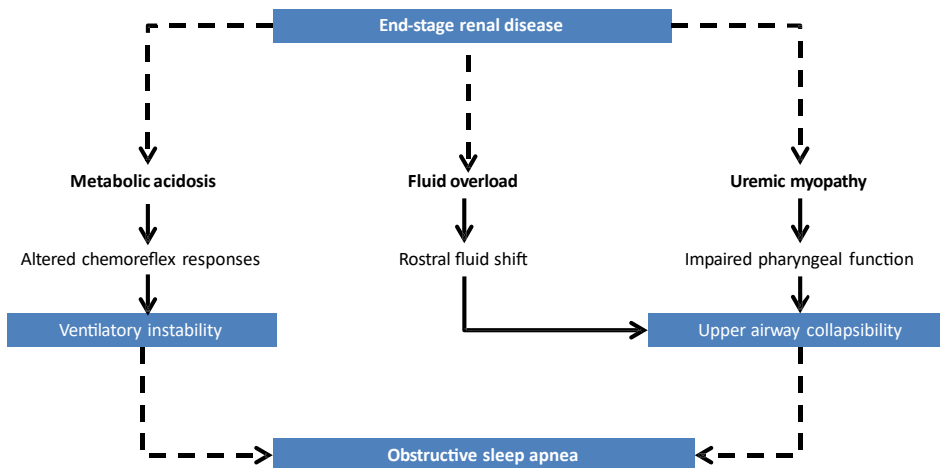 End-stage renal disease
Metabolic acidosis
Fluid overload
Uremic myopathy
Altered chemoreflex responses
Rostral fluid shift
Impaired pharyngeal function
Ventilatory instability
Upper airway collapsibility
Obstructive sleep apnea